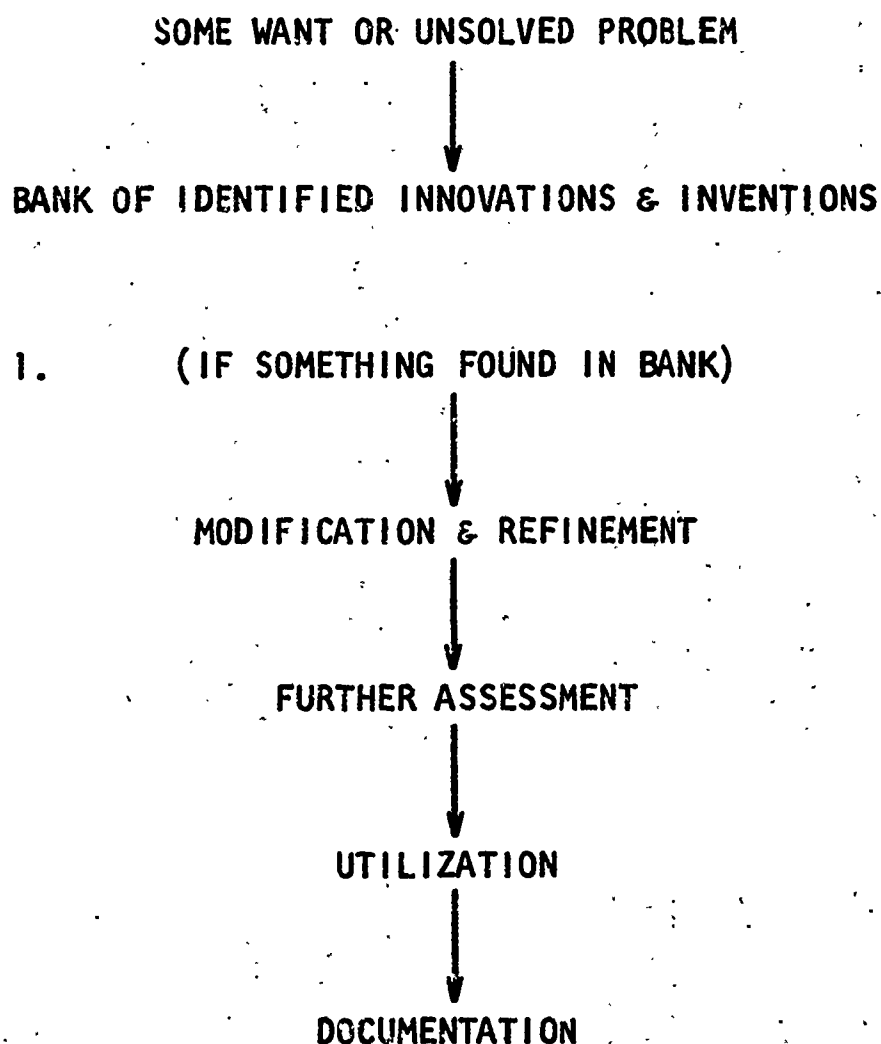 SOME WANT OR UNSOLVED PROBLEM
BANK OF IDENTIFIED INNOVATIONS & INVENTIONS
1. (IF SOMETHING FOUND IN BANK)
MODIFICATION & REFINEMENT
FURTHER ASSESSMENT
UTILIZATION
DOCUMENTATION